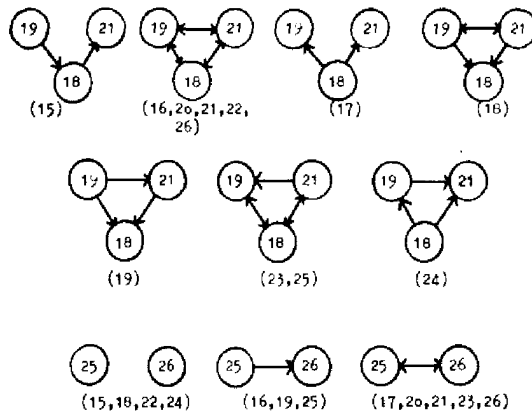 19 21 19 21 19 21 19 21
18 18 18 18
(15) (16,20,21,22, (17) (18)
26)
19 21 19 21 19 21
18 18 18
(19) (23,25) (24)
25 26 25 26 25 26
(15,18,22,24) (16,19,25) (17,20,21,23,26)